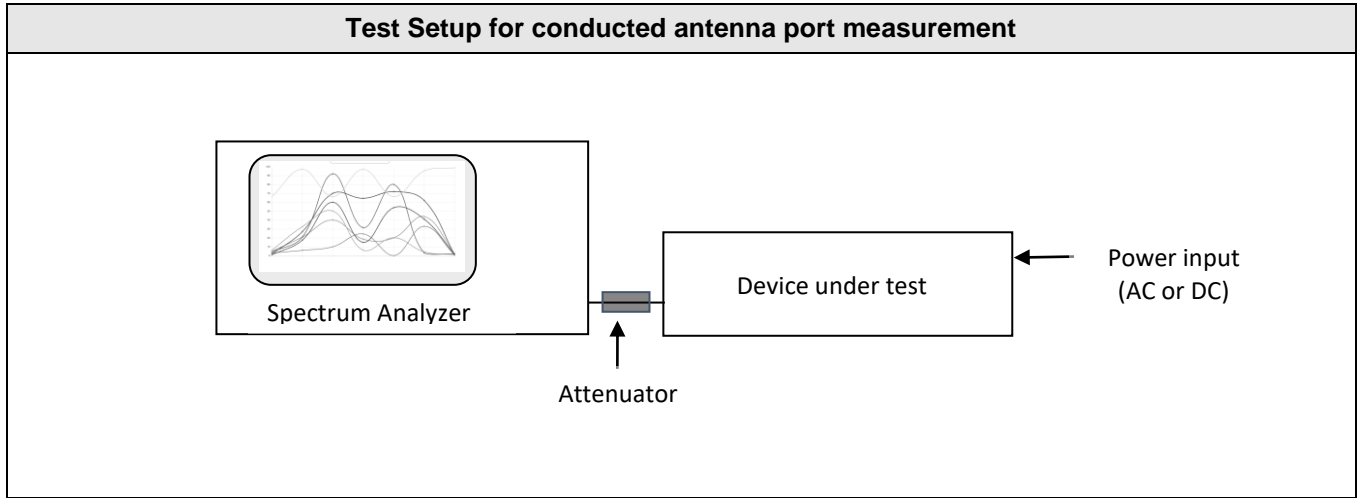 Test Setup for conducted antenna port measurement
Spectrum Analyzer
Device under test
Power input
(AC or DC)
Attenuator